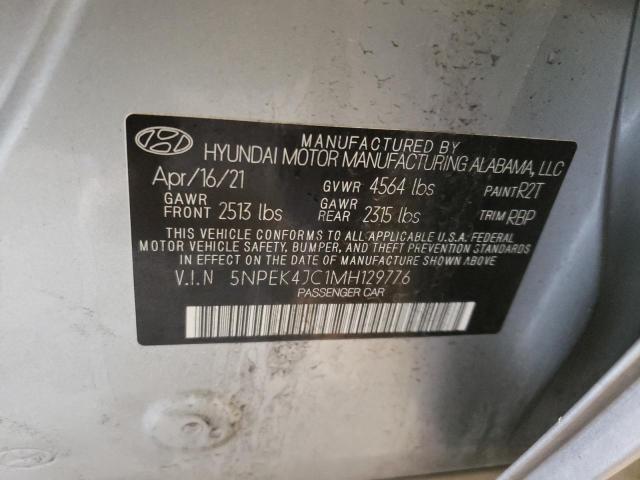 MANUFACTURED BY
HYUNDAI MOTOR MANUFACTURING ALABAMA, LLC
Apr/16/21 GVWR 4564 lbs PAINT R2T
GAWR FRONT 2513 lbs GAWR REAR 2315 lbs TRIM RBP
THIS VEHICLE CONFORMS TO ALL APPLICABLE U.S.A. FEDERAL
MOTOR VEHICLE SAFETY, BUMPER, AND THEFT PREVENTION STANDARDS
IN EFFECT ON THE DATE OF MANUFACTURE SHOWN ABOVE.
V.I.N 5NPEK4JC1MH129776
PASSENGER CAR